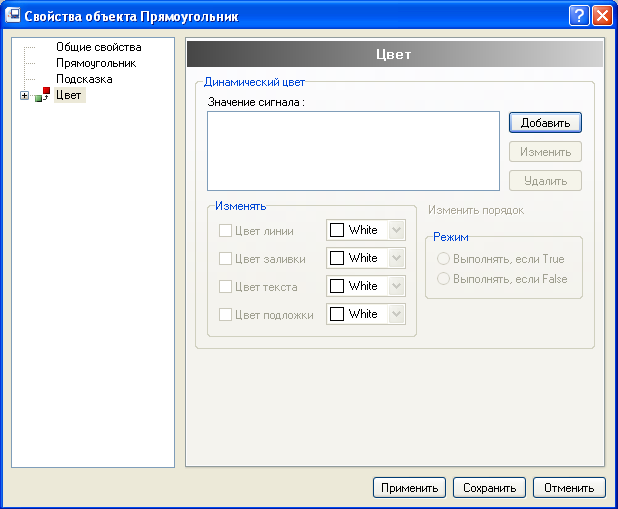 Свойства объекта Прямоугольник
Общие свойства
Прямоугольник
Подсказка
Цвет
Цвет
Динамический цвет
Значение сигнала :
Добавить
Изменить
Удалить
Изменять
Цвет линии White
Цвет заливки White
Цвет текста White
Цвет подложки White
Изменить порядок
Режим
Выполнять, если True
Выполнять, если False
Применить Сохранить Отменить